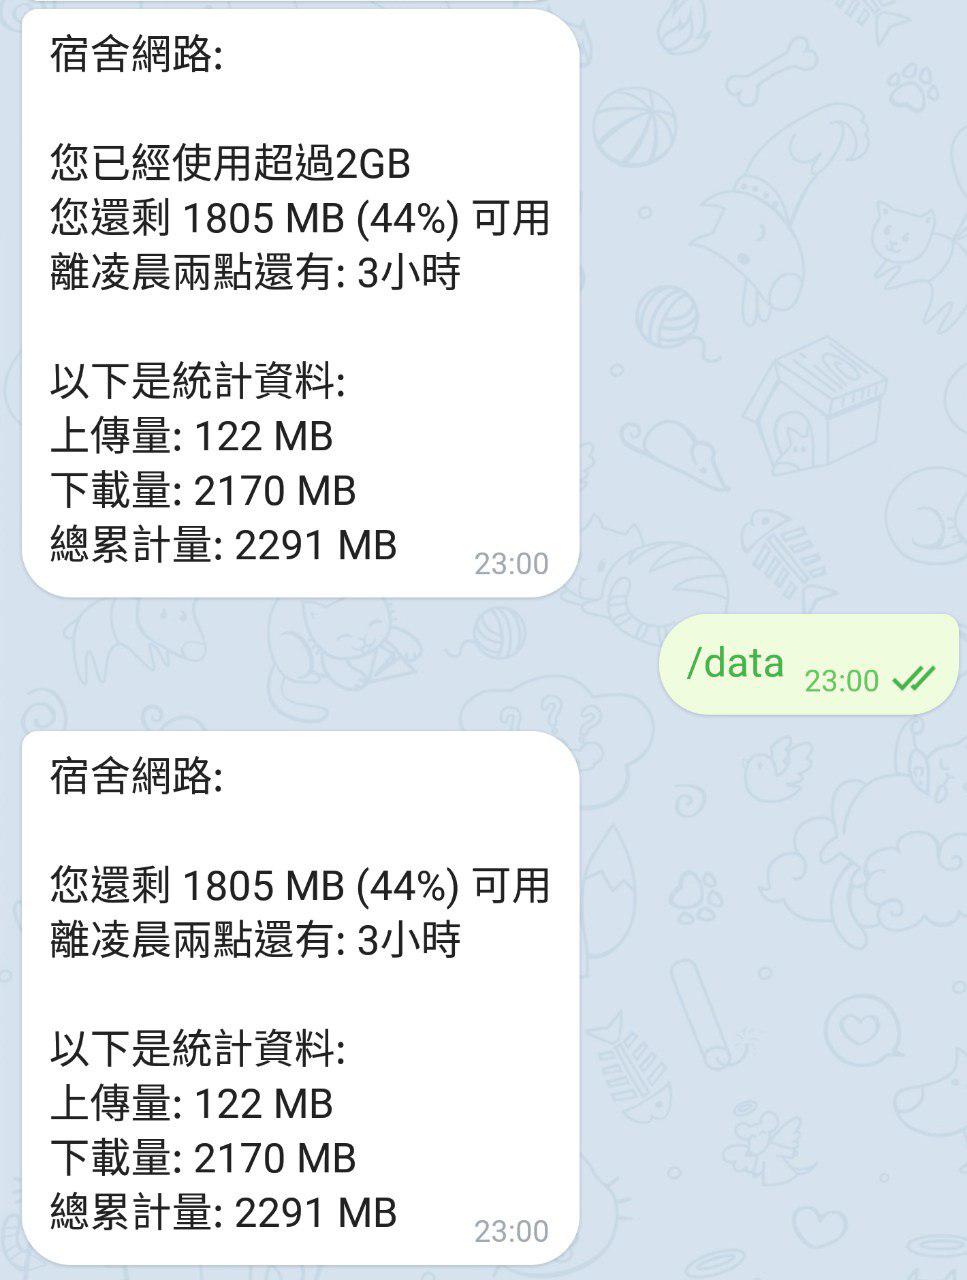 宿舍網路:
您已經使用超過2GB
您還剩 1805 MB (44%) 可用
離凌晨兩點還有: 3小時
以下是統計資料:
上傳量: 122 MB
下載量: 2170 MB
總累計量: 2291 MB
23:00
/data
23:00
宿舍網路:
您還剩 1805 MB (44%) 可用
離凌晨兩點還有: 3小時
以下是統計資料:
上傳量: 122 MB
下載量: 2170 MB
總累計量: 2291 MB
23:00